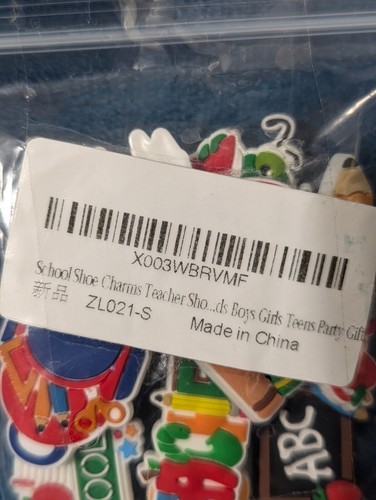 X003WBRVMF
School Shoe Charms Teacher Sho...ds Boys Girls Teens Party Gift
新品 ZL021-S
Made in China
ABC